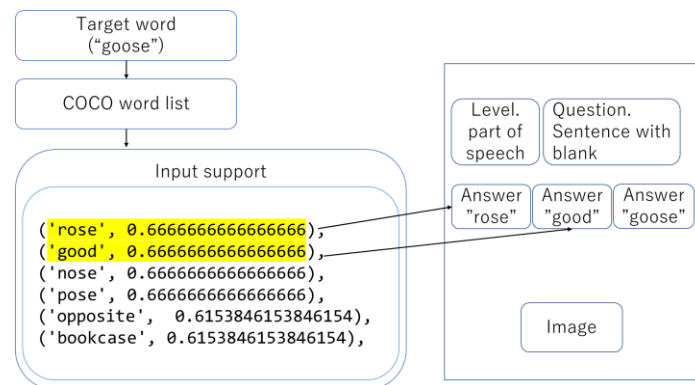 Target word
("goose")
COCO word list
Input support
('rose', 0.6666666666666666),
('good', 0.6666666666666666),
('nose', 0.6666666666666666),
('pose', 0.6666666666666666),
('opposite', 0.6153846153846154),
('bookcase', 0.6153846153846154),
Level.
part of
speech
Question.
Sentence with
blank
Answer
"rose"
Answer
"good"
Answer
"goose"
Image